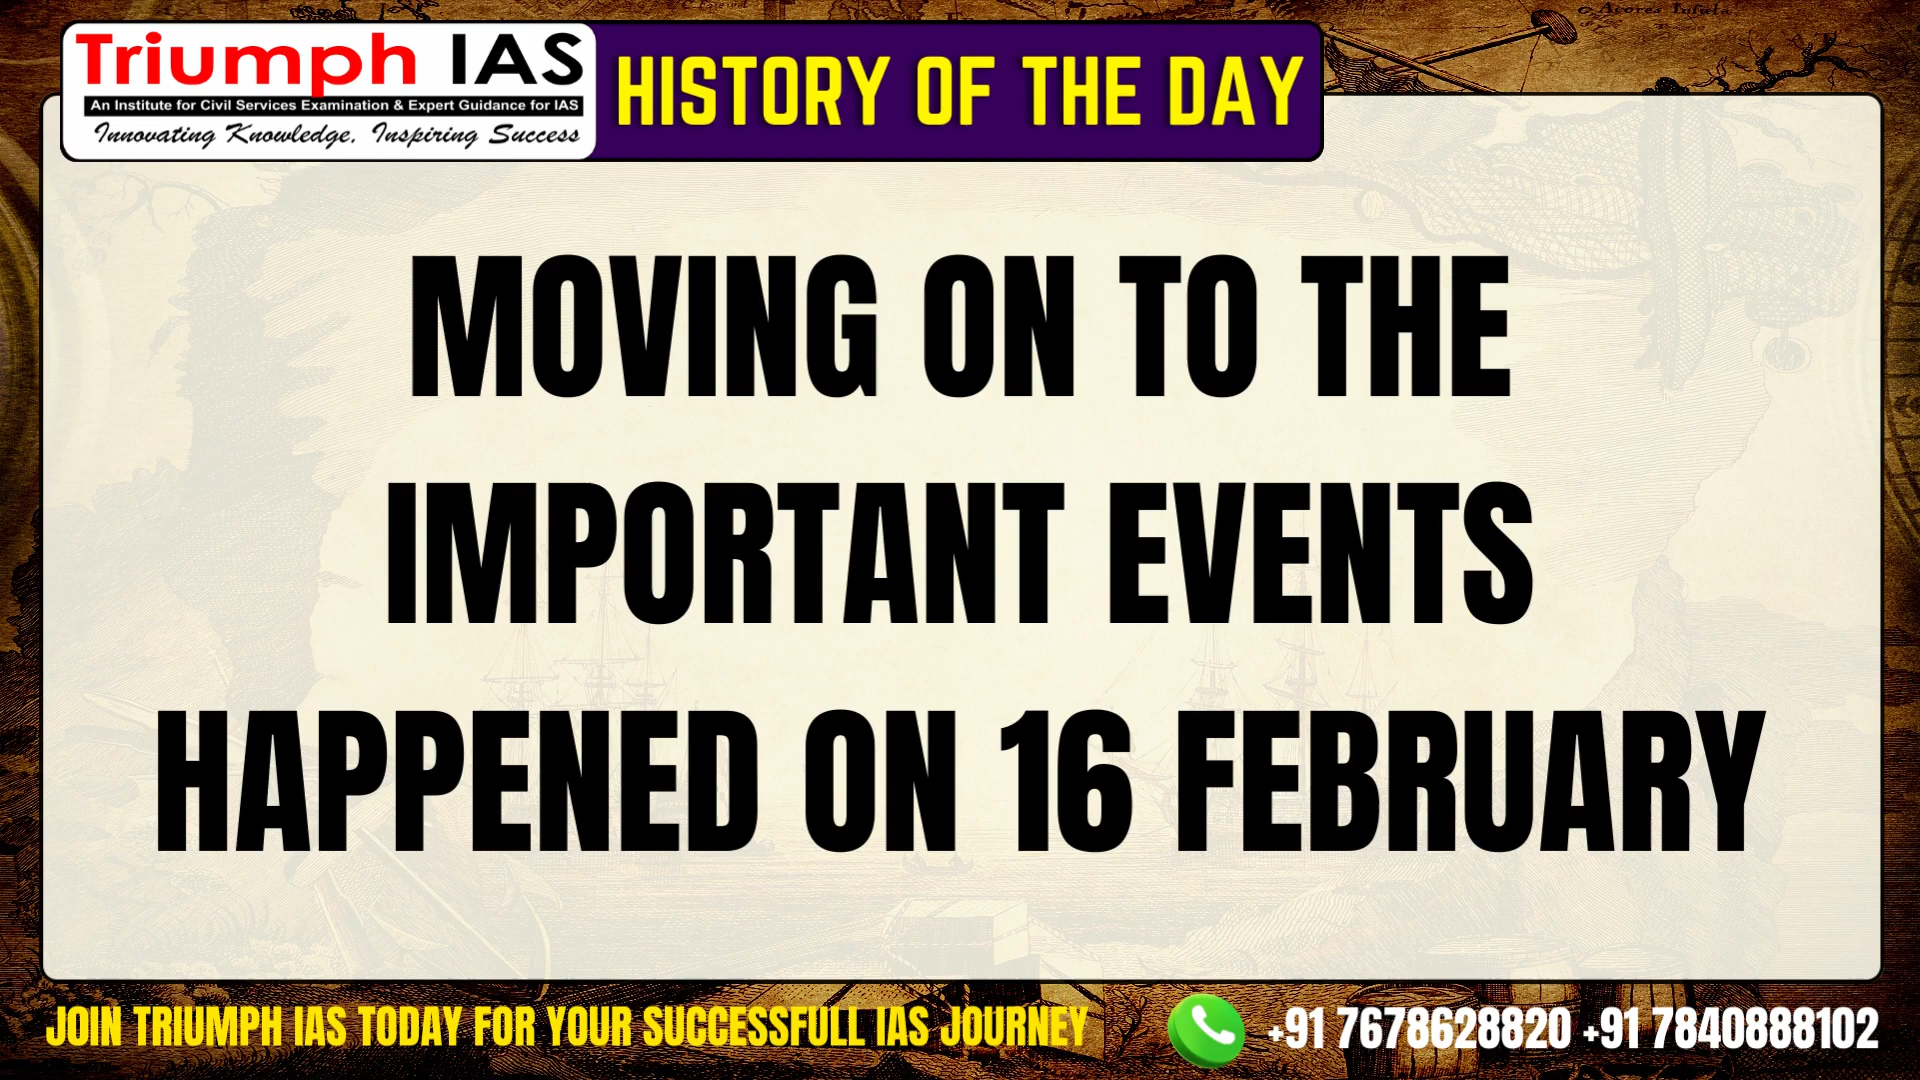 Triumph IAS
An Institute for Civil Services Examination & Expert Guidance for IAS
Innovating Knowledge, Inspiring Success
HISTORY OF THE DAY
Acores Insula
MOVING ON TO THE
IMPORTANT EVENTS
HAPPENED ON 16 FEBRUARY
JOIN TRIUMPH IAS TODAY FOR YOUR SUCCESSFULL IAS JOURNEY
+91 7678628820 +91 7840888102